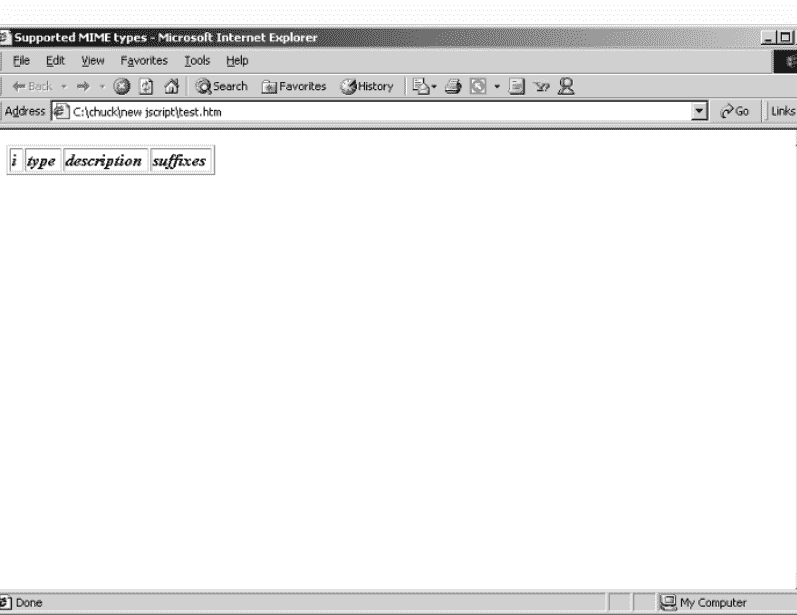 Supported MIME types - Microsoft Internet Explorer
File Edit View Favorites Tools Help
Back Search Favorites History
Address C:\chuck\new jscript\test.htm Go Links
i type description suffixes
Done My Computer